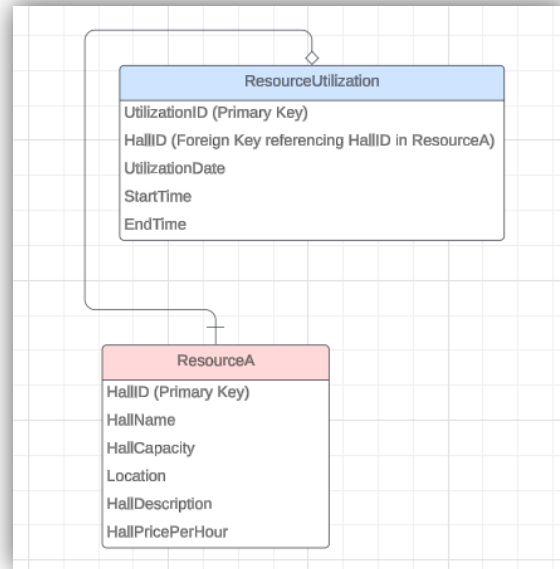 ResourceUtilization
UtilizationID (Primary Key)
HallID (Foreign Key referencing HallID in ResourceA)
UtilizationDate
StartTime
EndTime
ResourceA
HallID (Primary Key)
HallName
HallCapacity
Location
HallDescription
HallPricePerHour